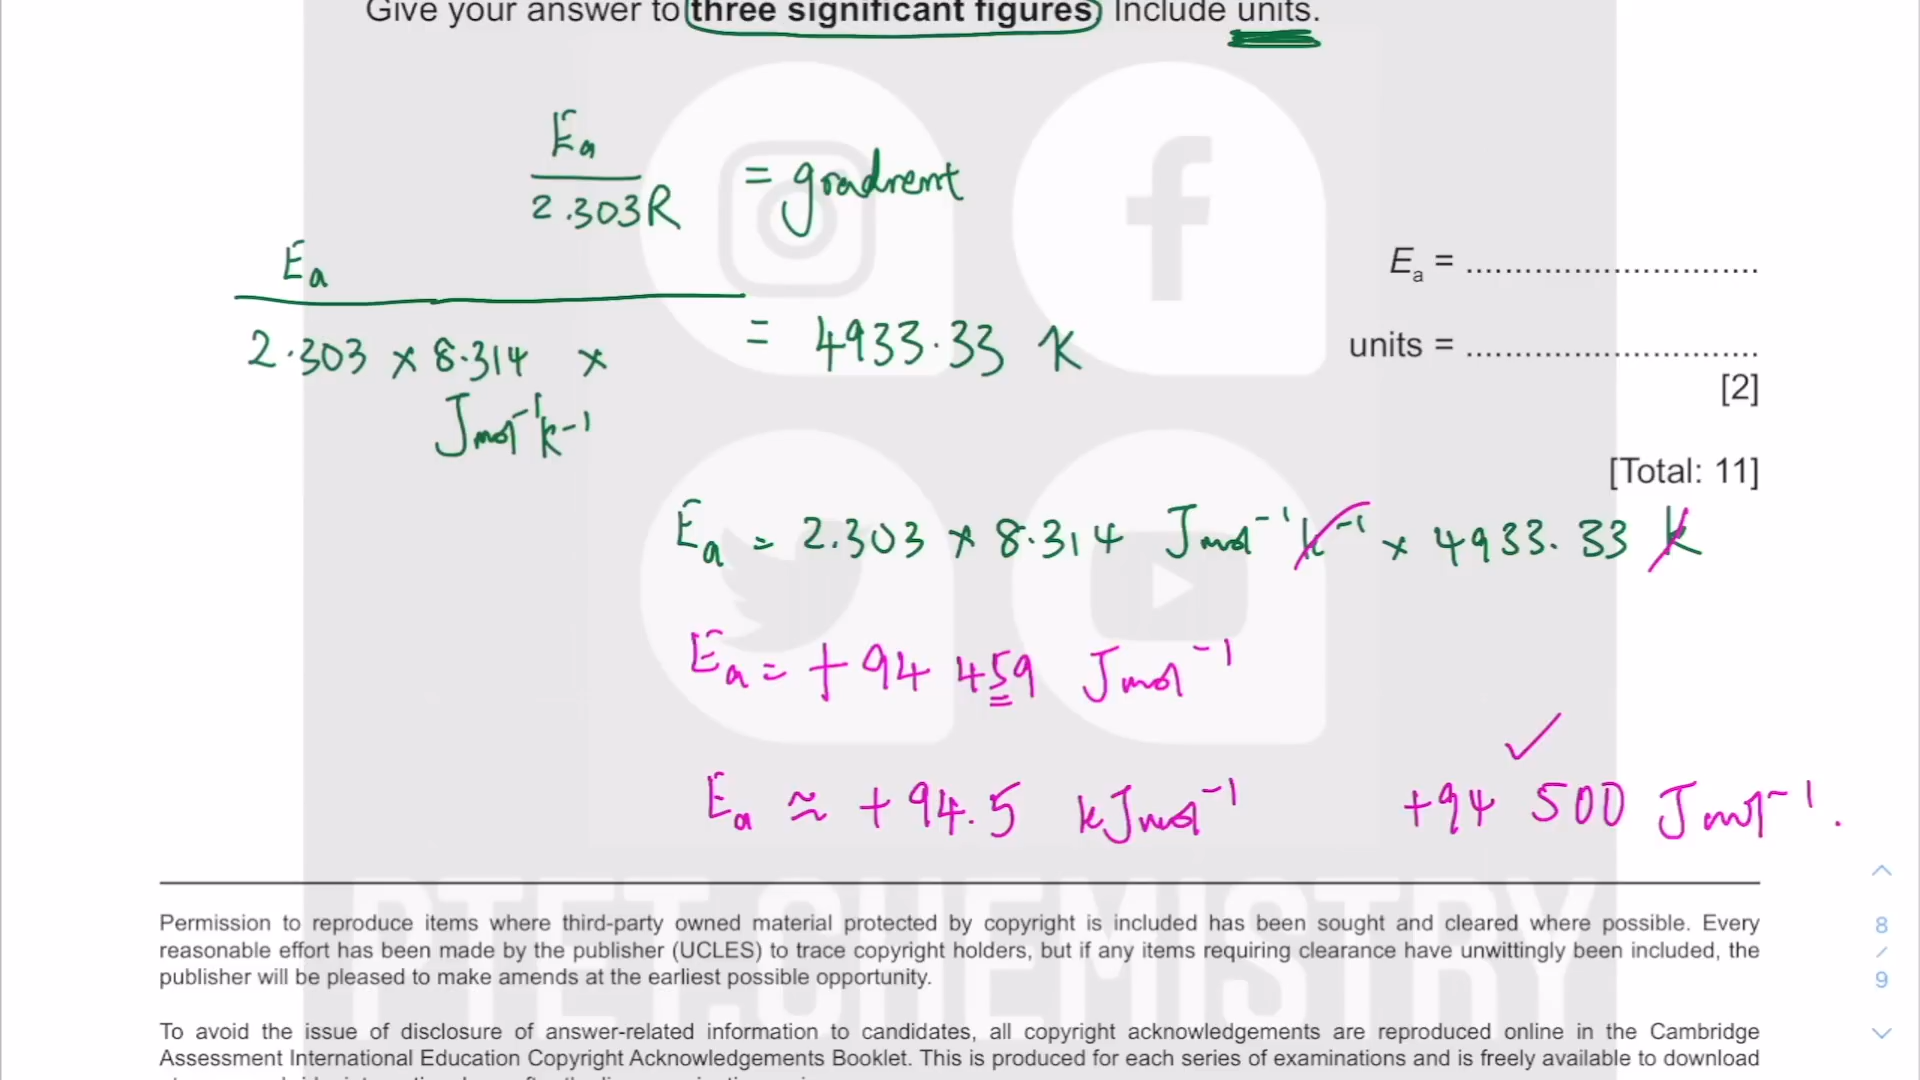 Give your answer to three significant figures. Include units.
Ea
2.303R
= gradient
Ea
2.303 × 8.314 ×
Jmol⁻¹k⁻¹
= 4933.33 K
Ea = ..............................
units = ..............................
[2]
[Total: 11]
Ea = 2.303 × 8.314 Jmol⁻¹k⁻¹ × 4933.33 k
Ea = +94 459 Jmol⁻¹
Ea ≈ +94.5 kJmol⁻¹ +94 500 Jmol⁻¹.
Permission to reproduce items where third-party owned material protected by copyright is included has been sought and cleared where possible. Every
reasonable effort has been made by the publisher (UCLES) to trace copyright holders, but if any items requiring clearance have unwittingly been included, the
publisher will be pleased to make amends at the earliest possible opportunity.
To avoid the issue of disclosure of answer-related information to candidates, all copyright acknowledgements are reproduced online in the Cambridge
Assessment International Education Copyright Acknowledgements Booklet. This is produced for each series of examinations and is freely available to download
PTET.CHEMISTRY
8
/
9